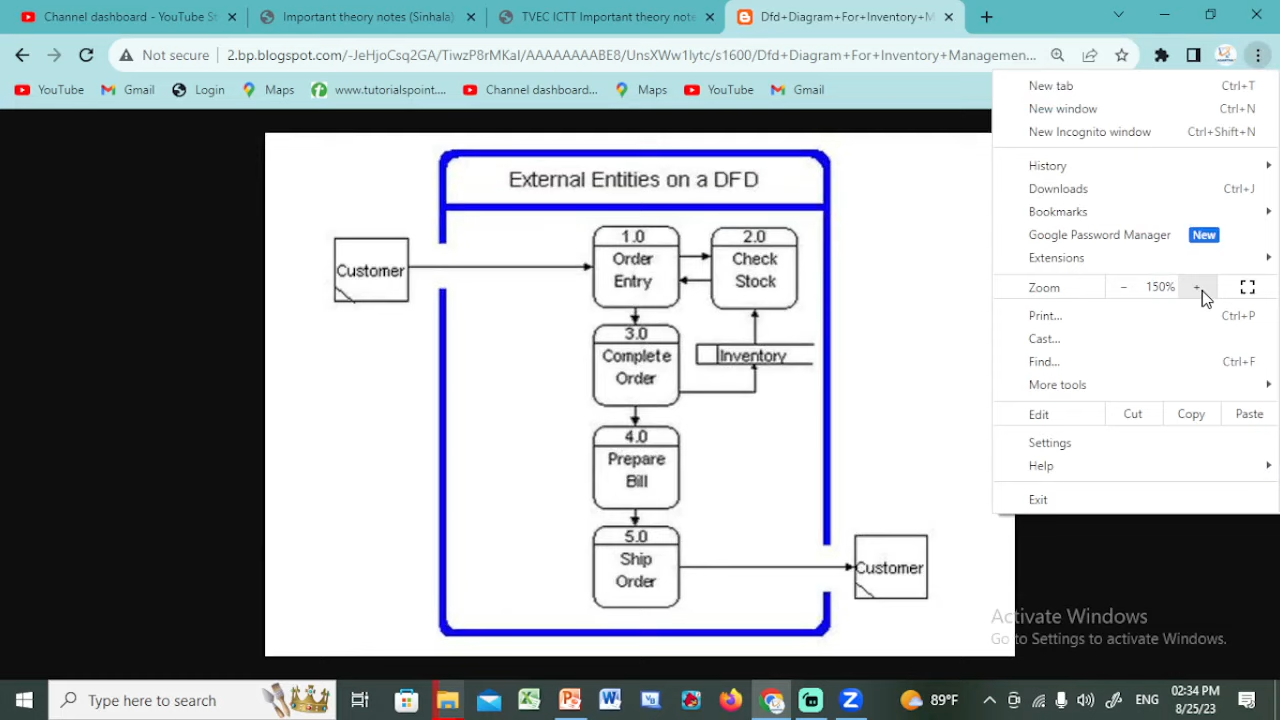 Customer dashboard - YouTube St
Important theory notes (Sinhala)
TVEC ICTT Important theory note
Dfd+Diagram+For+Inventory+M
Not secure
2.bp.blogspot.com/-JeHjoCsq2GA/TiwzP8rMKaI/AAAAAAAABE8/UnsXWw1lytc/s1600/Dfd+Diagram+For+Inventory+Managemen...
YouTube
Gmail
Login
Maps
www.tutorialspoint....
Channel dashboard...
Maps
YouTube
Gmail
New tab Ctrl+T
New window Ctrl+N
New Incognito window Ctrl+Shift+N
History
Downloads Ctrl+J
Bookmarks
Google Password Manager New
Extensions
Zoom − 150% +
Print... Ctrl+P
Cast...
Find... Ctrl+F
More tools
Edit Cut Copy Paste
Settings
Help
Exit
External Entities on a DFD
Customer
1.0
Order
Entry
2.0
Check
Stock
3.0
Complete
Order
Inventory
4.0
Prepare
Bill
5.0
Ship
Order
Customer
Activate Windows
Go to Settings to activate Windows.
Type here to search
89°F
ENG
02:34 PM
8/25/23